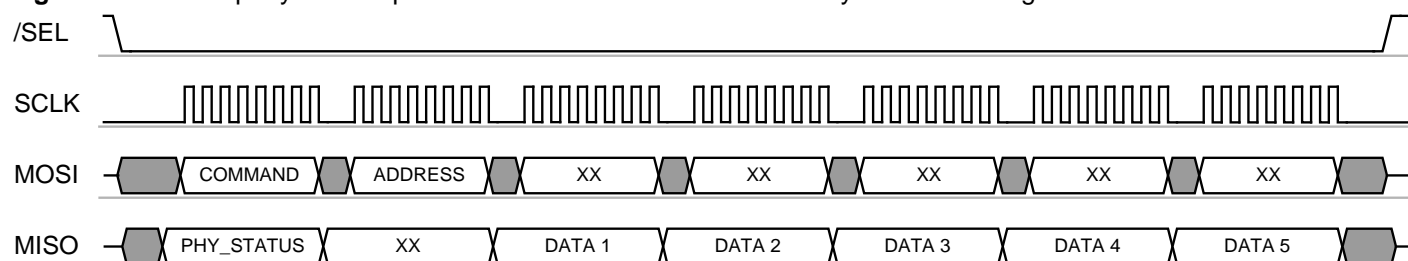 /SEL
SCLK
MOSI COMMAND ADDRESS XX XX XX XX XX
MISO PHY_STATUS XX DATA 1 DATA 2 DATA 3 DATA 4 DATA 5